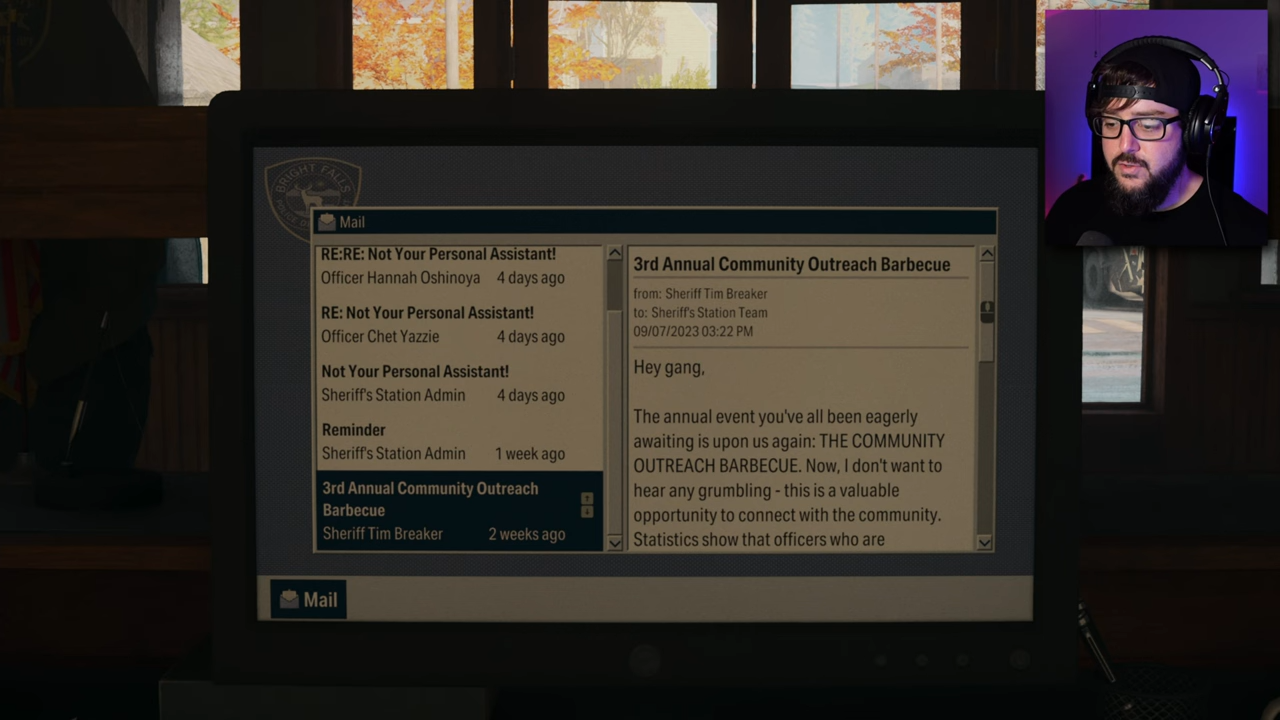 BRIGHT FALLS
Mail
RE:RE: Not Your Personal Assistant!
Officer Hannah Oshinoya 4 days ago
RE: Not Your Personal Assistant!
Officer Chet Yazzie 4 days ago
Not Your Personal Assistant!
Sheriff's Station Admin 4 days ago
Reminder
Sheriff's Station Admin 1 week ago
3rd Annual Community Outreach
Barbecue
Sheriff Tim Breaker 2 weeks ago
3rd Annual Community Outreach Barbecue
from: Sheriff Tim Breaker
to: Sheriff's Station Team
09/07/2023 03:22 PM
Hey gang,
The annual event you've all been eagerly
awaiting is upon us again: THE COMMUNITY
OUTREACH BARBECUE. Now, I don't want to
hear any grumbling - this is a valuable
opportunity to connect with the community.
Statistics show that officers who are
Mail